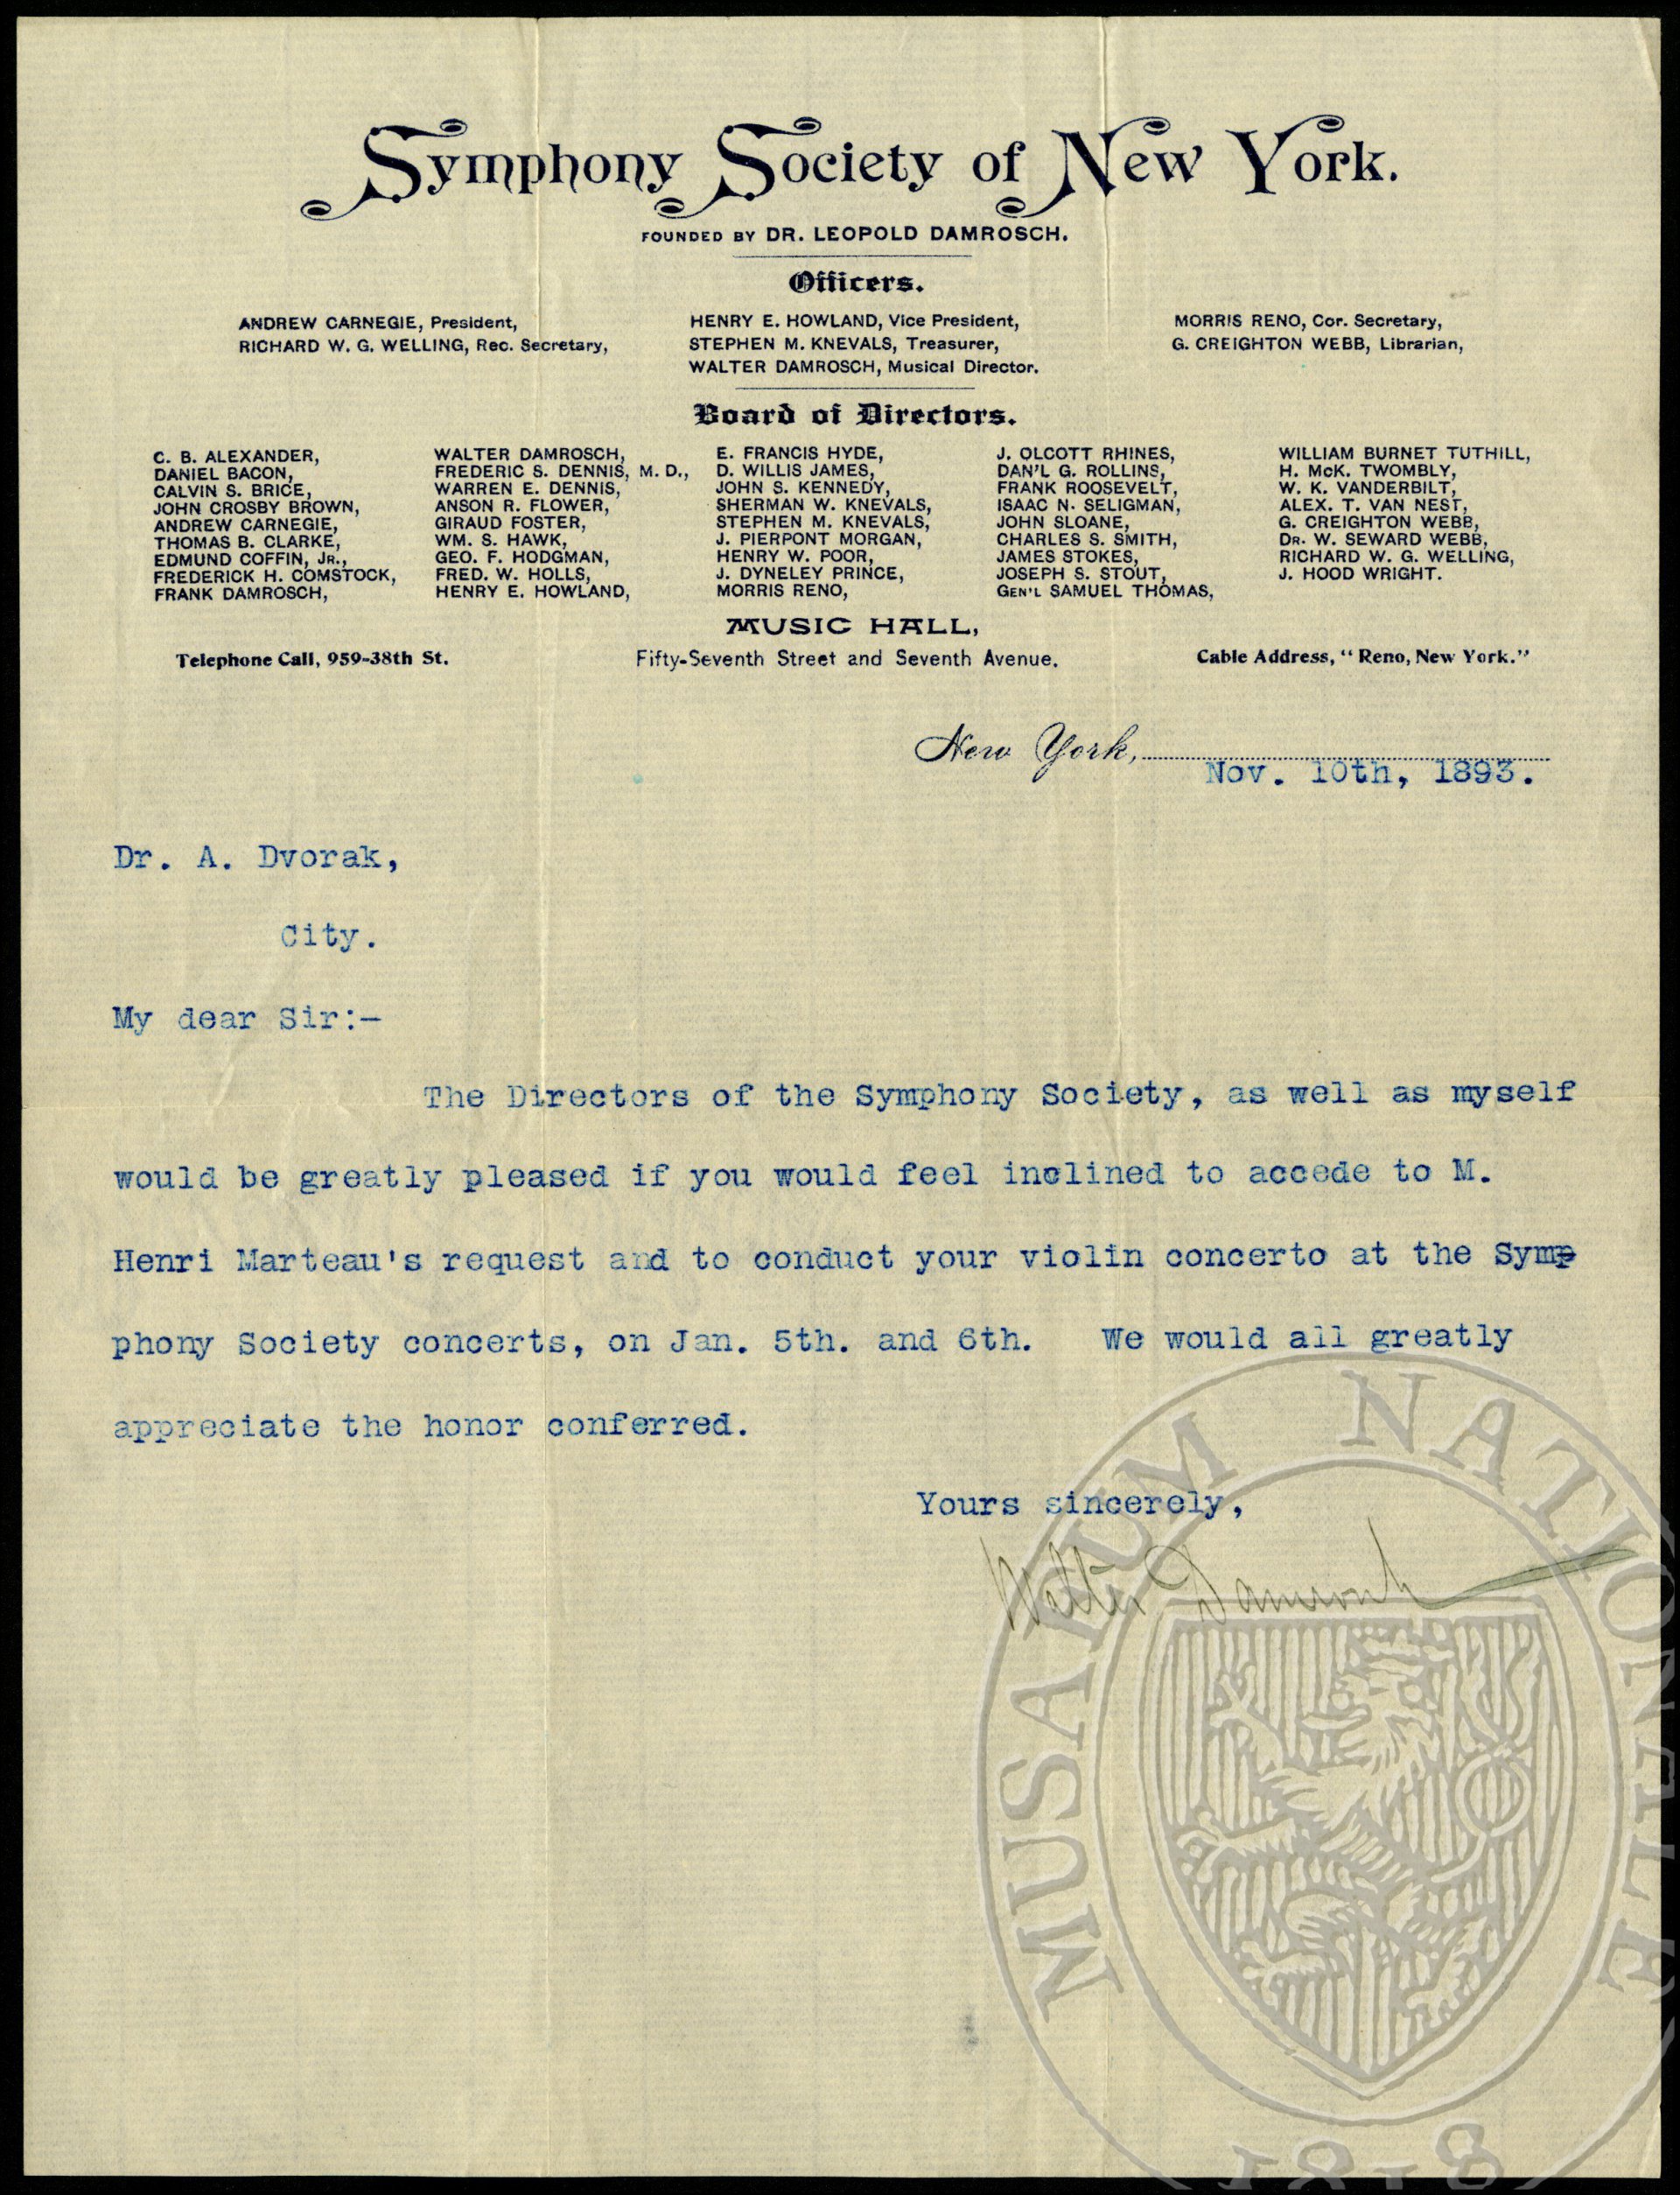 Symphony Society of New York.
FOUNDED BY DR. LEOPOLD DAMROSCH.
Officers.
ANDREW CARNEGIE, President,
RICHARD W. G. WELLING, Rec. Secretary,
HENRY E. HOWLAND, Vice President,
STEPHEN M. KNEVALS, Treasurer,
WALTER DAMROSCH, Musical Director.
MORRIS RENO, Cor. Secretary,
G. CREIGHTON WEBB, Librarian,
Board of Directors.
C. B. ALEXANDER,
DANIEL BACON,
CALVIN S. BRICE,
JOHN CROSBY BROWN,
ANDREW CARNEGIE,
THOMAS B. CLARKE,
EDMUND COFFIN, JR.,
FREDERICK H. COMSTOCK,
FRANK DAMROSCH,
WALTER DAMROSCH,
FREDERIC S. DENNIS, M. D.,
WARREN E. DENNIS,
ANSON R. FLOWER,
GIRAUD FOSTER,
WM. S. HAWK,
GEO. F. HODGMAN,
FRED. W. HOLLS,
HENRY E. HOWLAND,
E. FRANCIS HYDE,
D. WILLIS JAMES,
JOHN S. KENNEDY,
SHERMAN W. KNEVALS,
STEPHEN M. KNEVALS,
J. PIERPONT MORGAN,
HENRY W. POOR,
J. DYNELEY PRINCE,
MORRIS RENO,
J. OLCOTT RHINES,
DAN'L G. ROLLINS,
FRANK ROOSEVELT,
ISAAC N. SELIGMAN,
JOHN SLOANE,
CHARLES S. SMITH,
JAMES STOKES,
JOSEPH S. STOUT,
GEN'L SAMUEL THOMAS,
WILLIAM BURNET TUTHILL,
H. McK. TWOMBLY,
W. K. VANDERBILT,
ALEX. T. VAN NEST,
G. CREIGHTON WEBB,
DR. W. SEWARD WEBB,
RICHARD W. G. WELLING,
J. HOOD WRIGHT.
MUSIC HALL,
Telephone Call, 959-38th St.
Fifty-Seventh Street and Seventh Avenue.
Cable Address, "Reno, New York."
New York,
Nov. 10th, 1893.
Dr. A. Dvorak,
City.
My dear Sir:-
The Directors of the Symphony Society, as well as myself
would be greatly pleased if you would feel inclined to accede to M.
Henri Marteau's request and to conduct your violin concerto at the Symp
phony Society concerts, on Jan. 5th. and 6th. We would all greatly
appreciate the honor conferred.
Yours sincerely,
Walter Damrosch
MUSAEUM NATIONALE
1818